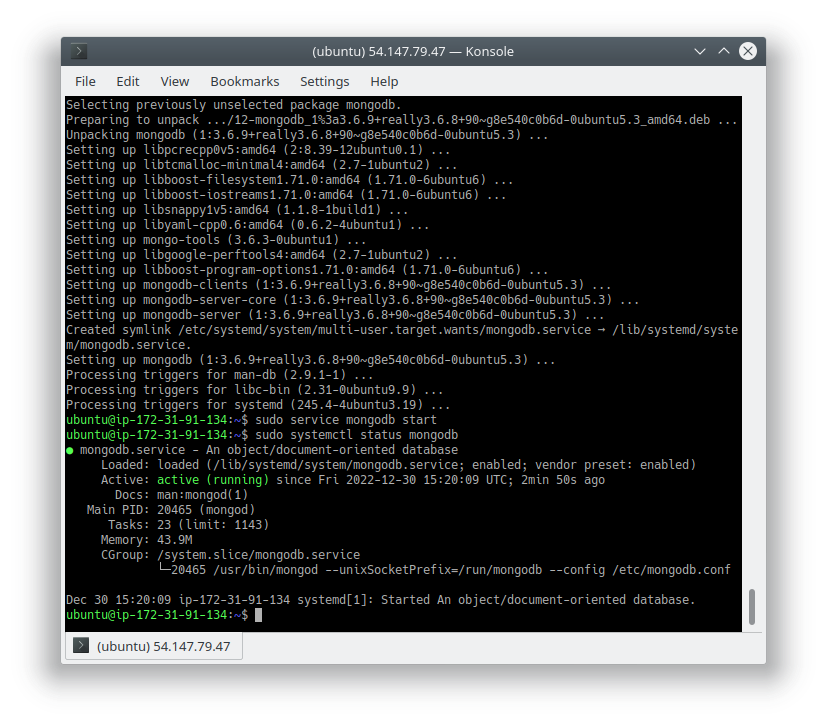 (ubuntu) 54.147.79.47 — Konsole
File Edit View Bookmarks Settings Help
Selecting previously unselected package mongodb.
Preparing to unpack .../12-mongodb_1%3a3.6.9+really3.6.8+90~g8e540c0b6d-0ubuntu5.3_amd64.deb ...
Unpacking mongodb (1:3.6.9+really3.6.8+90~g8e540c0b6d-0ubuntu5.3) ...
Setting up libpcrecpp0v5:amd64 (2:8.39-12ubuntu0.1) ...
Setting up libtcmalloc-minimal4:amd64 (2.7-1ubuntu2) ...
Setting up libboost-filesystem1.71.0:amd64 (1.71.0-6ubuntu6) ...
Setting up libboost-iostreams1.71.0:amd64 (1.71.0-6ubuntu6) ...
Setting up libsnappy1v5:amd64 (1.1.8-1build1) ...
Setting up libyaml-cpp0.6:amd64 (0.6.2-4ubuntu1) ...
Setting up mongo-tools (3.6.3-0ubuntu1) ...
Setting up libgoogle-perftools4:amd64 (2.7-1ubuntu2) ...
Setting up libboost-program-options1.71.0:amd64 (1.71.0-6ubuntu6) ...
Setting up mongodb-clients (1:3.6.9+really3.6.8+90~g8e540c0b6d-0ubuntu5.3) ...
Setting up mongodb-server-core (1:3.6.9+really3.6.8+90~g8e540c0b6d-0ubuntu5.3) ...
Setting up mongodb-server (1:3.6.9+really3.6.8+90~g8e540c0b6d-0ubuntu5.3) ...
Created symlink /etc/systemd/system/multi-user.target.wants/mongodb.service → /lib/systemd/syste
m/mongodb.service.
Setting up mongodb (1:3.6.9+really3.6.8+90~g8e540c0b6d-0ubuntu5.3) ...
Processing triggers for man-db (2.9.1-1) ...
Processing triggers for libc-bin (2.31-0ubuntu9.9) ...
Processing triggers for systemd (245.4-4ubuntu3.19) ...
ubuntu@ip-172-31-91-134:~$ sudo service mongodb start
ubuntu@ip-172-31-91-134:~$ sudo systemctl status mongodb
● mongodb.service - An object/document-oriented database
     Loaded: loaded (/lib/systemd/system/mongodb.service; enabled; vendor preset: enabled)
     Active: active (running) since Fri 2022-12-30 15:20:09 UTC; 2min 50s ago
       Docs: man:mongod(1)
   Main PID: 20465 (mongod)
      Tasks: 23 (limit: 1143)
     Memory: 43.9M
     CGroup: /system.slice/mongodb.service
             └─20465 /usr/bin/mongod --unixSocketPrefix=/run/mongodb --config /etc/mongodb.conf
Dec 30 15:20:09 ip-172-31-91-134 systemd[1]: Started An object/document-oriented database.
ubuntu@ip-172-31-91-134:~$
(ubuntu) 54.147.79.47